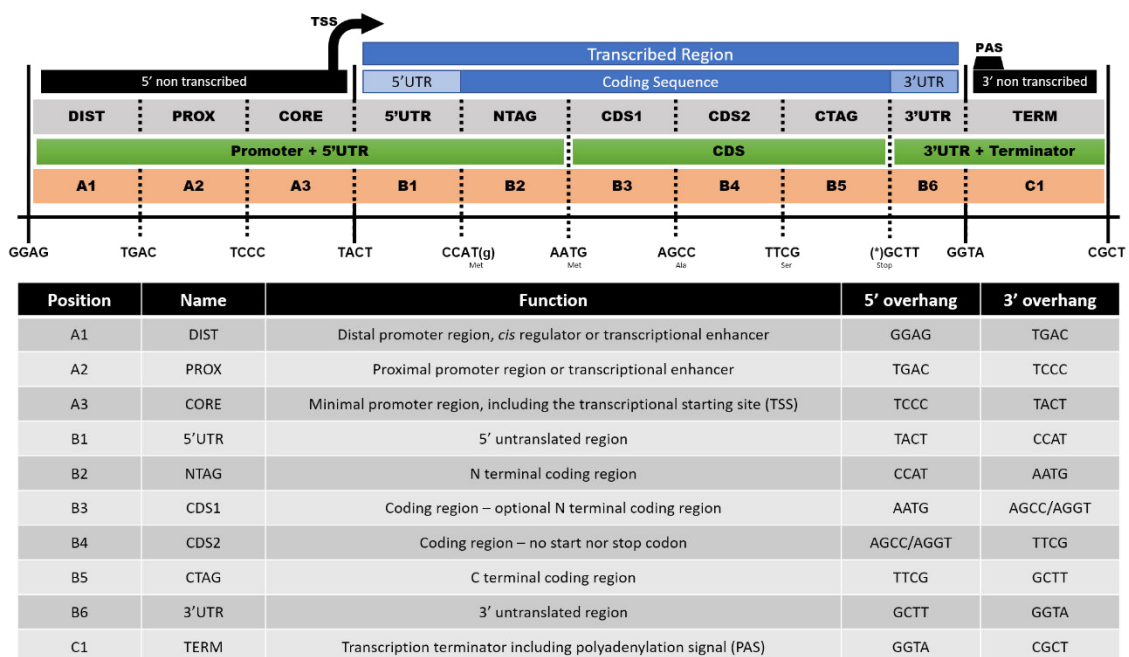 TSS
Transcribed Region
PAS
5' non transcribed
5'UTR
Coding Sequence
3'UTR
3' non transcribed
DIST PROX CORE 5'UTR NTAG CDS1 CDS2 CTAG 3'UTR TERM
Promoter + 5'UTR CDS 3'UTR + Terminator
A1 A2 A3 B1 B2 B3 B4 B5 B6 C1
GGAG TGAC TCCC TACT CCAT(g) AATG AGCC TTCG (*)GCTT GGTA CGCT
Met Met Ala Ser Stop
Position Name Function 5' overhang 3' overhang
A1 DIST Distal promoter region, cis regulator or transcriptional enhancer GGAG TGAC
A2 PROX Proximal promoter region or transcriptional enhancer TGAC TCCC
A3 CORE Minimal promoter region, including the transcriptional starting site (TSS) TCCC TACT
B1 5'UTR 5' untranslated region TACT CCAT
B2 NTAG N terminal coding region CCAT AATG
B3 CDS1 Coding region – optional N terminal coding region AATG AGCC/AGGT
B4 CDS2 Coding region – no start nor stop codon AGCC/AGGT TTCG
B5 CTAG C terminal coding region TTCG GCTT
B6 3'UTR 3' untranslated region GCTT GGTA
C1 TERM Transcription terminator including polyadenylation signal (PAS) GGTA CGCT